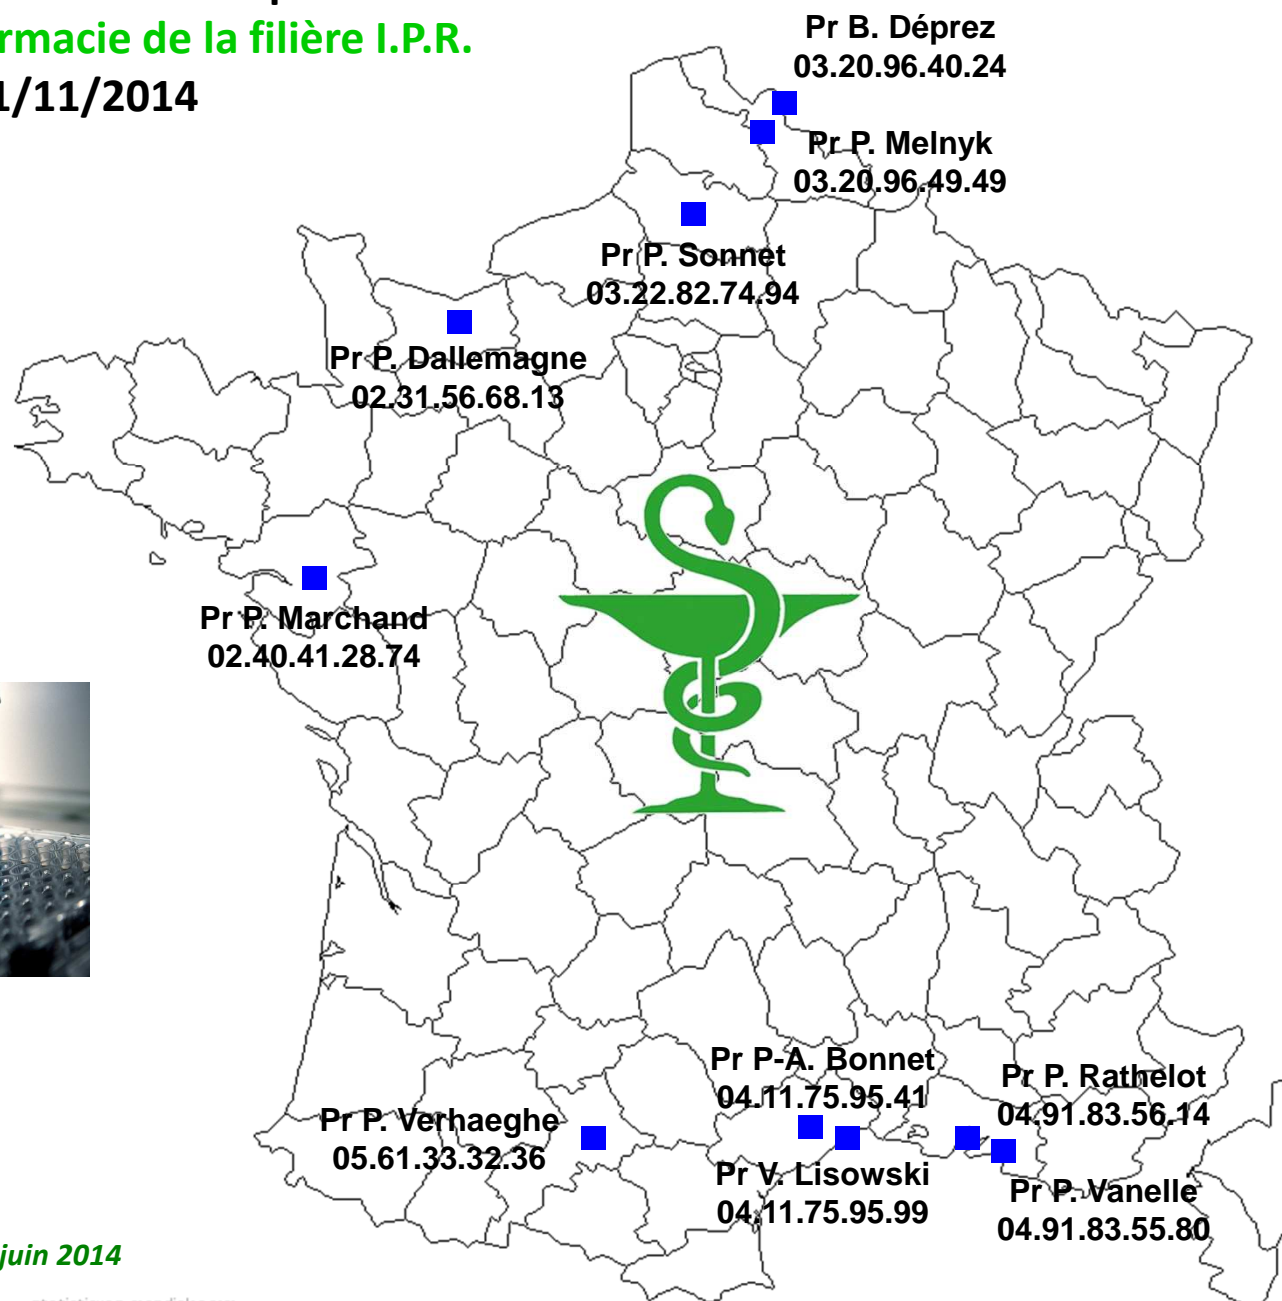 rmacie de la filière I.P.R.
1/11/2014
Pr B. Déprez
03.20.96.40.24
Pr P. Melnyk
03.20.96.49.49
Pr P. Sonnet
03.22.82.74.94
Pr P. Dallemagne
02.31.56.68.13
Pr P. Marchand
02.40.41.28.74
Pr P-A. Bonnet
04.11.75.95.41
Pr P. Rathelot
04.91.83.56.14
Pr P. Verhaeghe
05.61.33.32.36
Pr V. Lisowski
04.11.75.95.99
Pr P. Vanelle
04.91.83.55.80
juin 2014